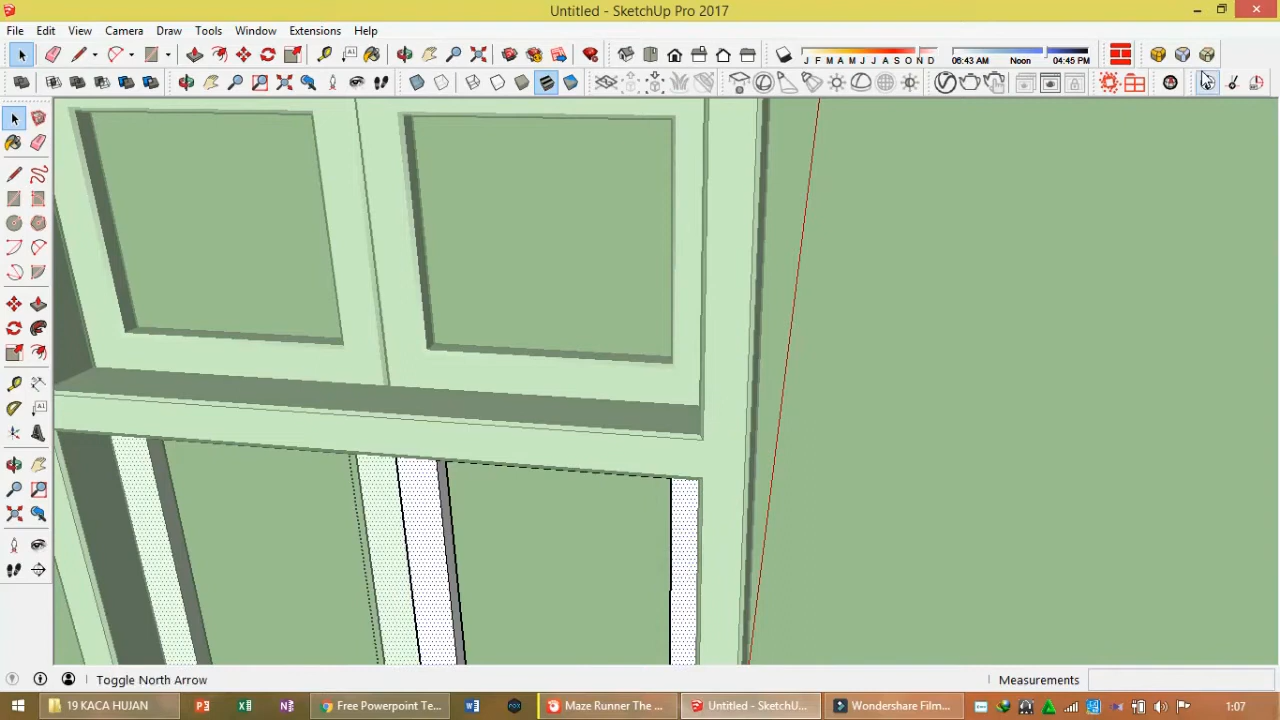 Untitled - SketchUp Pro 2017
File Edit View Camera Draw Tools Window Extensions Help
J F M A M J J A S O N D
06:43 AM Noon 04:45 PM
Toggle North Arrow
Measurements
19 KACA HUJAN
Free Powerpoint Te...
Maze Runner The ...
Untitled - SketchU...
Wondershare Film...
1:07